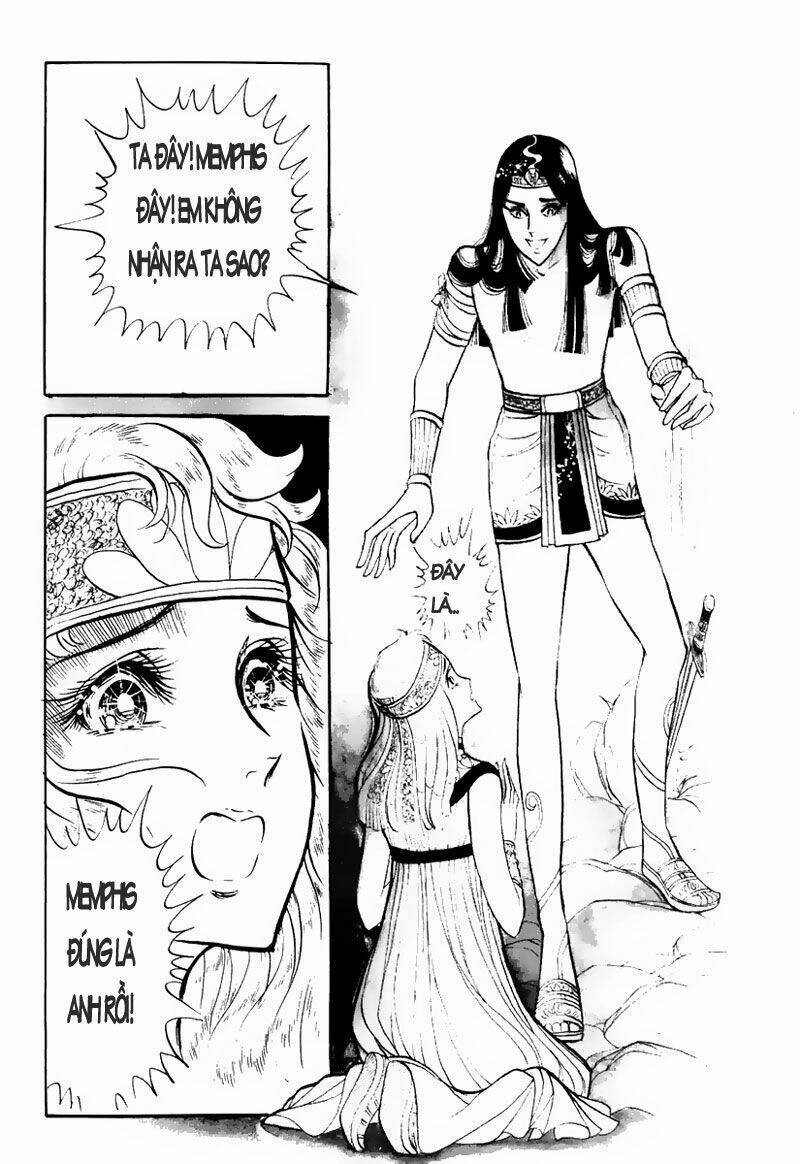 TA ĐÂY! MEMPHIS
ĐÂY! EM KHÔNG
NHẬN RA TA SAO?
ĐÂY
LÀ..
MEMPHIS
ĐÚNG LÀ
ANH RỒI!